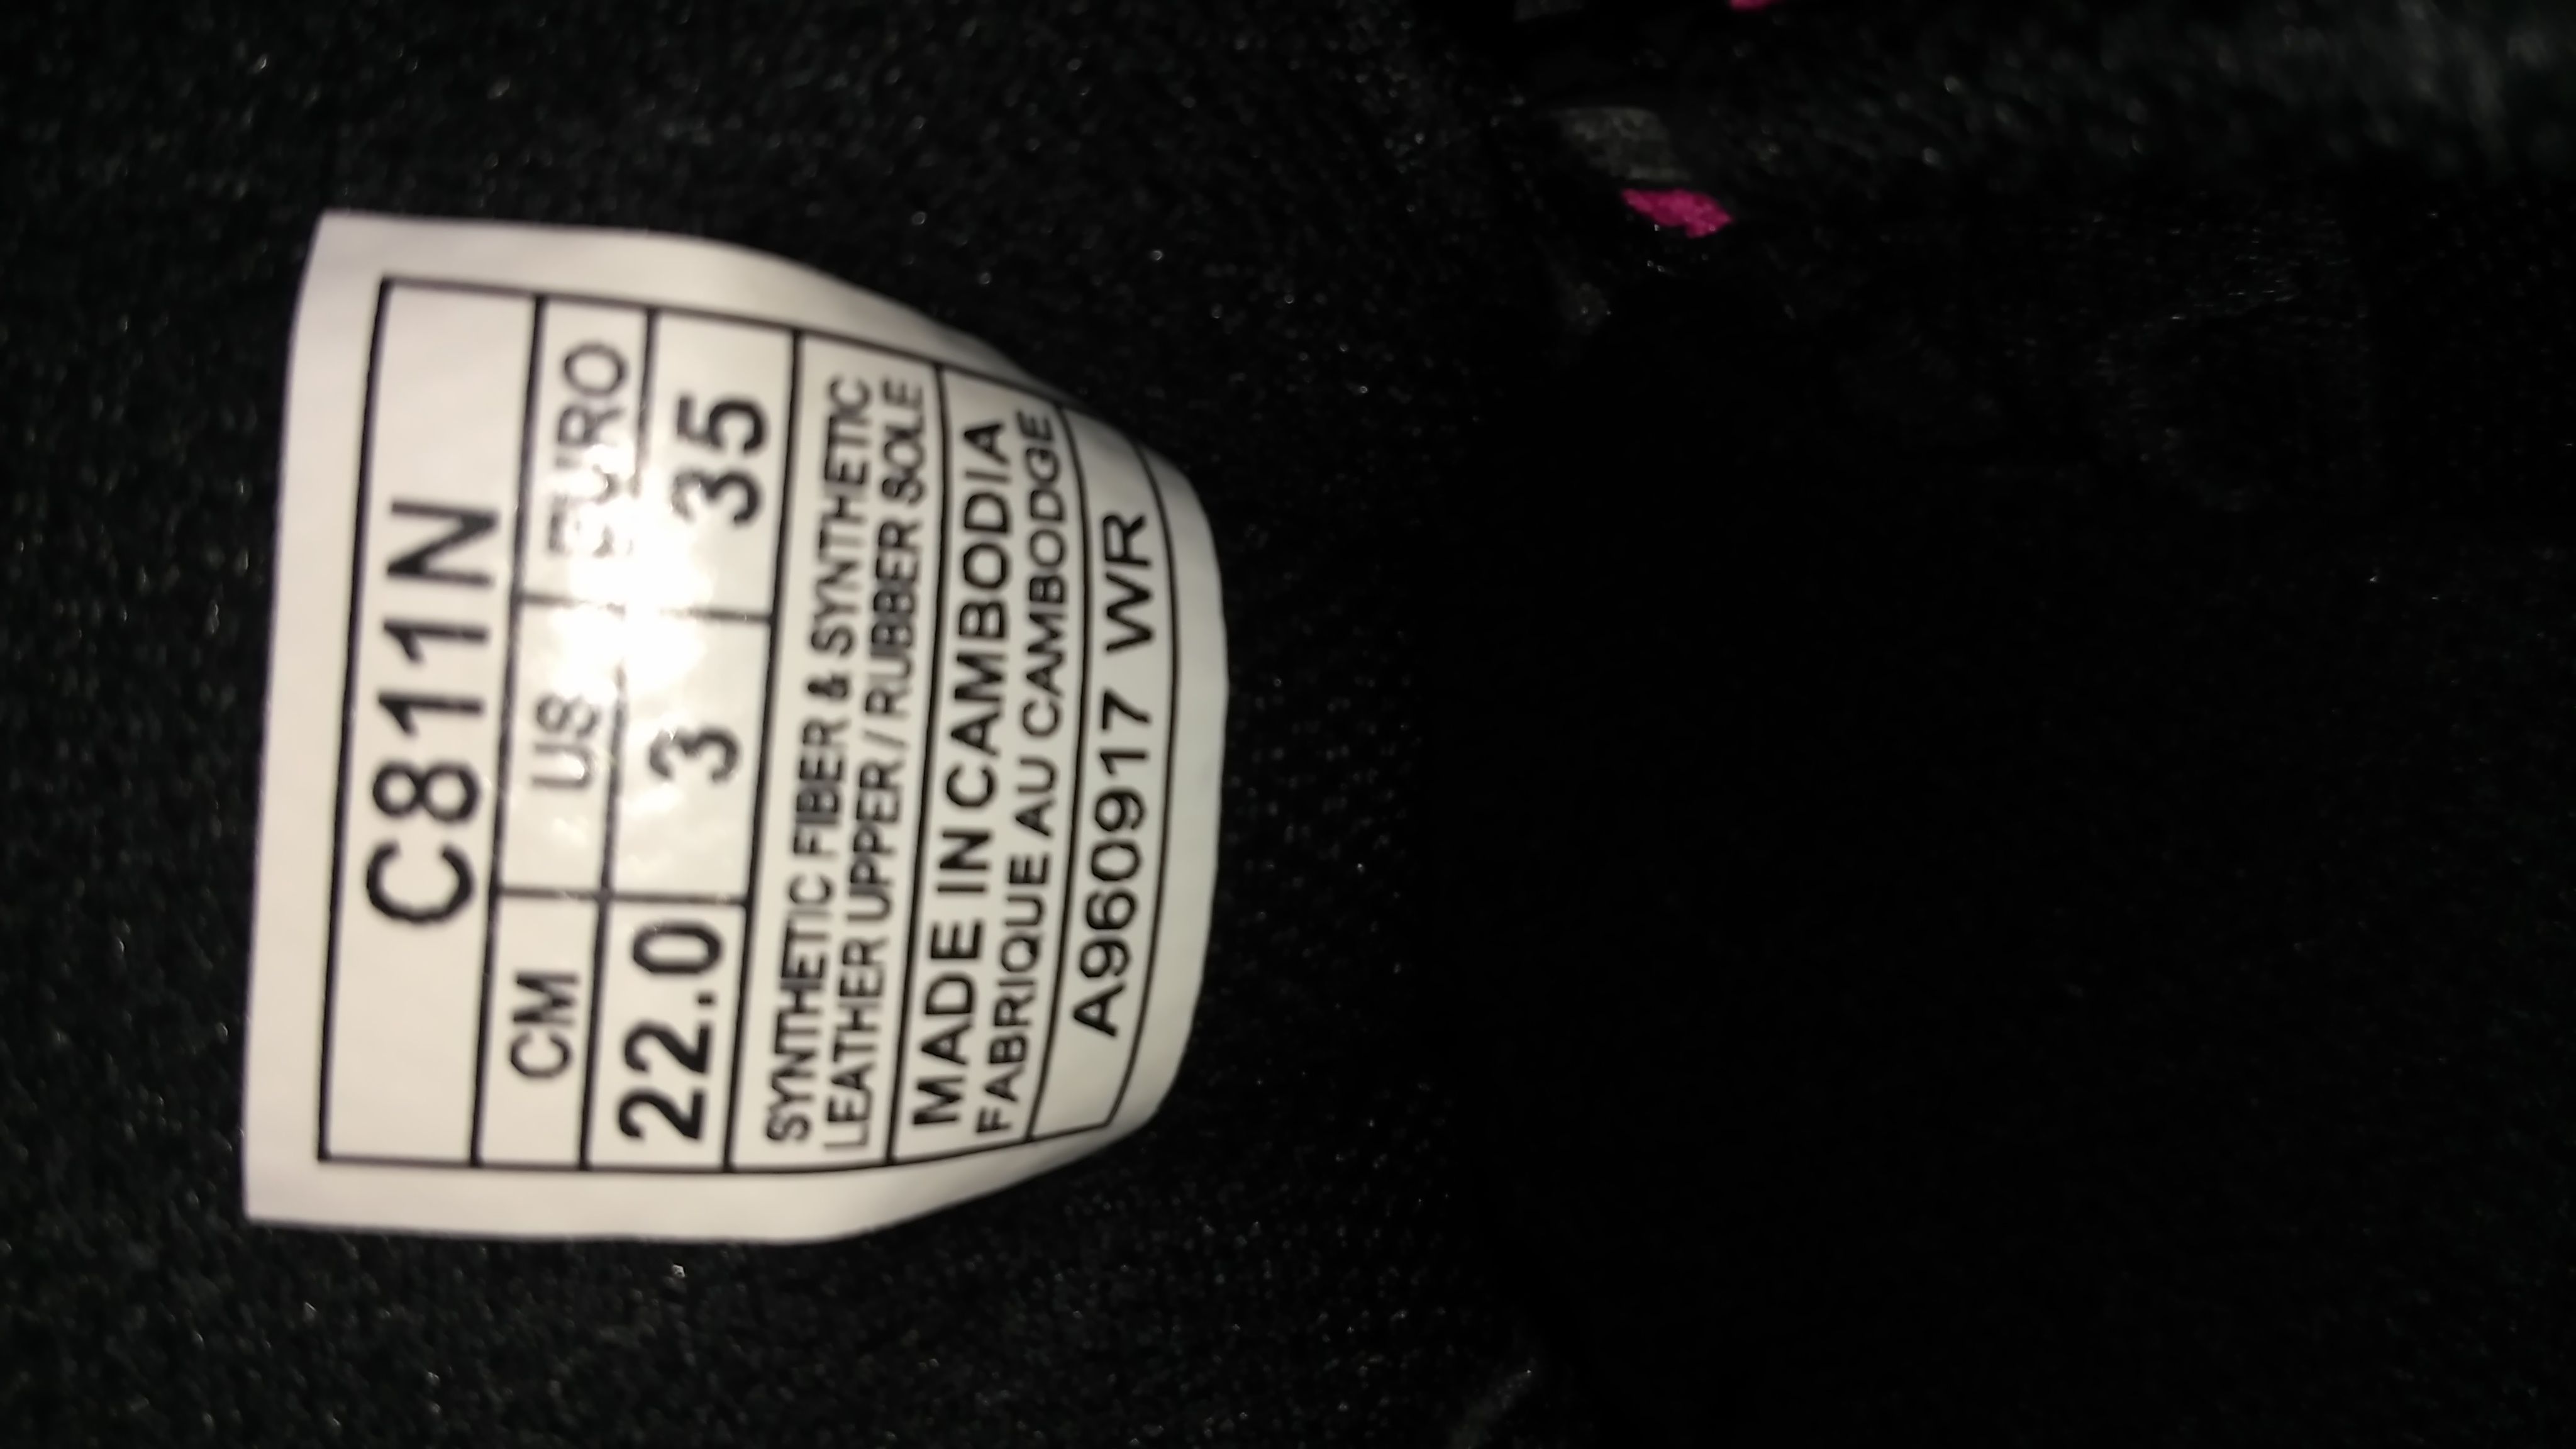 C811N
CM US EURO
22.0 3 35
SYNTHETIC FIBER & SYNTHETIC
LEATHER UPPER / RUBBER SOLE
MADE IN CAMBODIA
FABRIQUE AU CAMBODGE
A960917 WR